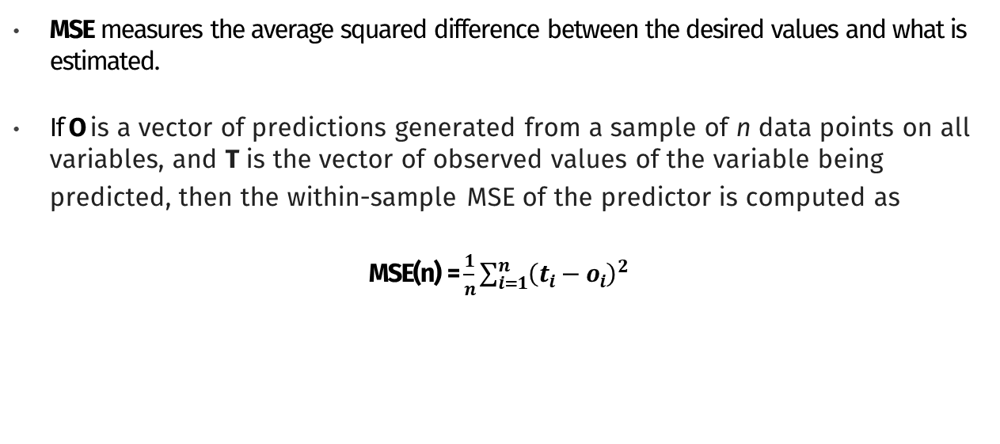 • MSE measures the average squared difference between the desired values and what is
estimated.
• If O is a vector of predictions generated from a sample of n data points on all
variables, and T is the vector of observed values of the variable being
predicted, then the within-sample MSE of the predictor is computed as
MSE(n) = \frac{1}{n} \sum_{i=1}^{n} (t_i − o_i)^2